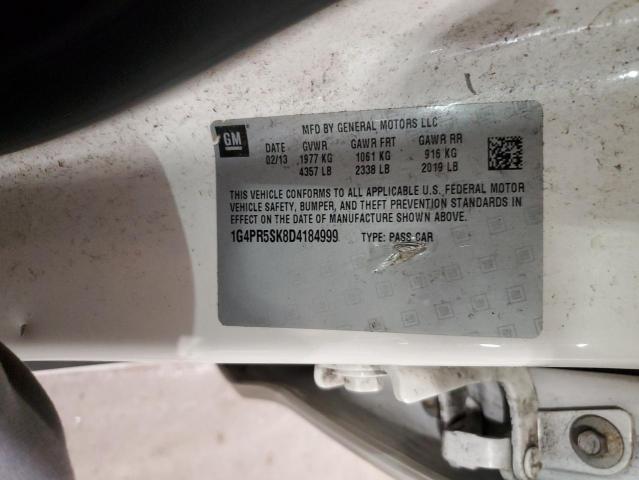 GM
MFD BY GENERAL MOTORS LLC
DATE GVWR GAWR FRT GAWR RR
02/13 1977 KG 1061 KG 916 KG
4357 LB 2338 LB 2019 LB
THIS VEHICLE CONFORMS TO ALL APPLICABLE U.S. FEDERAL MOTOR
VEHICLE SAFETY, BUMPER, AND THEFT PREVENTION STANDARDS IN
EFFECT ON THE DATE OF MANUFACTURE SHOWN ABOVE.
1G4PR5SK8D4184999 TYPE: PASS CAR